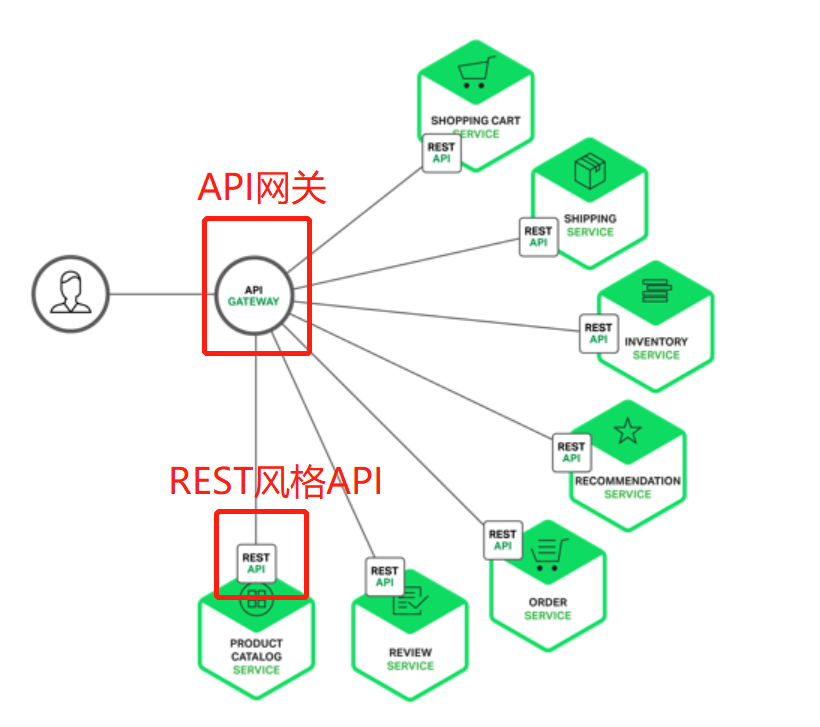 SHOPPING CART
SERVICE
REST
API
API网关
SHIPPING
SERVICE
REST
API
API
GATEWAY
INVENTORY
SERVICE
REST
API
REST
API
RECOMMENDATION
SERVICE
REST风格API
REST
API
ORDER
SERVICE
REST
API
PRODUCT
CATALOG
SERVICE
REST
API
REVIEW
SERVICE